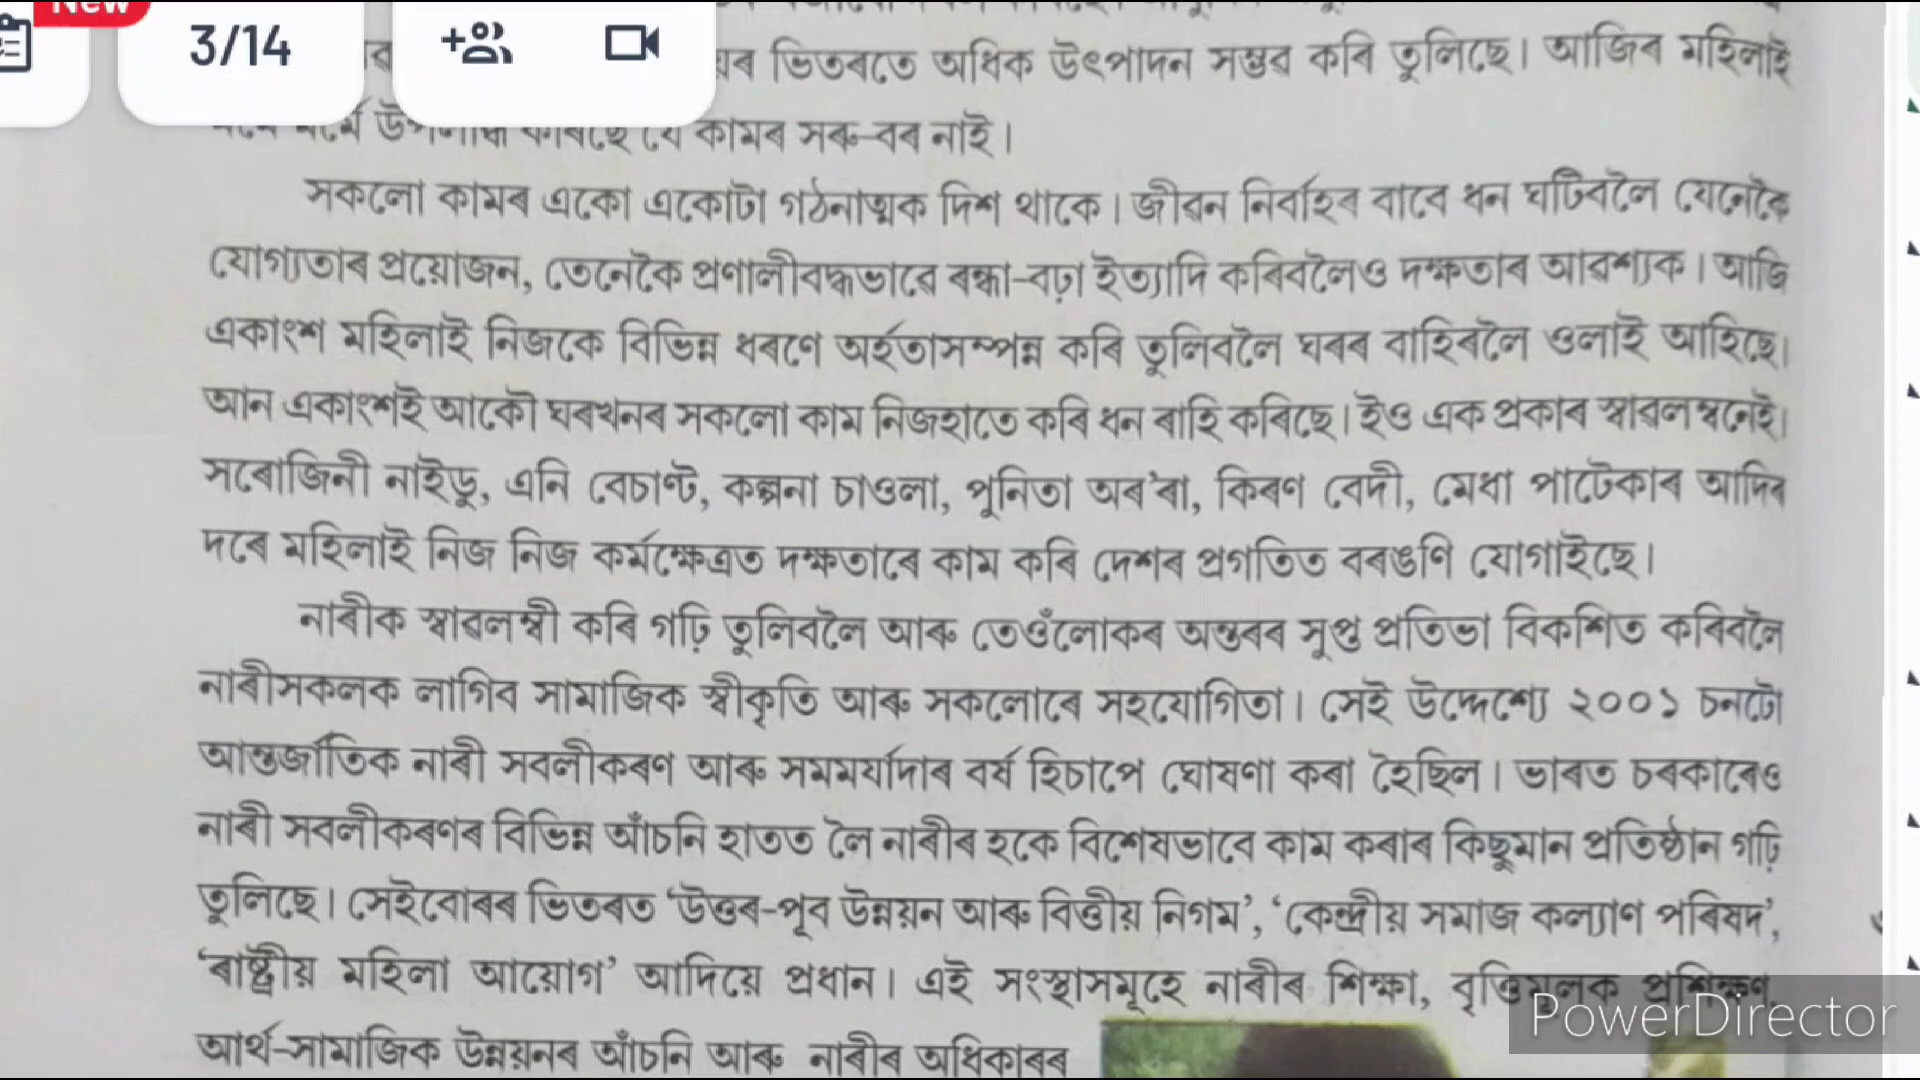 New
3/14
ভিতৰতে অধিক উৎপাদন সম্ভৱ কৰি তুলিছে। আজিৰ মহিলাই
কামৰ সৰু-বৰ নাই।
সকলো কামৰ একো একোটা গঠনাত্মক দিশ থাকে। জীৱন নিৰ্বাহৰ বাবে ধন ঘটিবলৈ যেনেকৈ
যোগ্যতাৰ প্ৰয়োজন, তেনেকৈ প্ৰণালীবদ্ধভাৱে ৰন্ধা-বঢ়া ইত্যাদি কৰিবলৈও দক্ষতাৰ আৱশ্যক। আজি
একাংশ মহিলাই নিজকে বিভিন্ন ধৰণে অৰ্হতাসম্পন্ন কৰি তুলিবলৈ ঘৰৰ বাহিৰলৈ ওলাই আহিছে।
আন একাংশই আকৌ ঘৰখনৰ সকলো কাম নিজহাতে কৰি ধন ৰাহি কৰিছে। ইও এক প্ৰকাৰ স্বাৱলম্বনেই।
সৰোজিনী নাইডু, এনি বেচাণ্ট, কল্পনা চাওলা, পুনিতা অৰ’ৰা, কিৰণ বেদী, মেধা পাটেকাৰ আদিৰ
দৰে মহিলাই নিজ নিজ কৰ্মক্ষেত্ৰত দক্ষতাৰে কাম কৰি দেশৰ প্ৰগতিত বৰঙণি যোগাইছে।
নাৰীক স্বাৱলম্বী কৰি গঢ়ি তুলিবলৈ আৰু তেওঁলোকৰ অন্তৰৰ সুপ্ত প্ৰতিভা বিকশিত কৰিবলৈ
নাৰীসকলক লাগিব সামাজিক স্বীকৃতি আৰু সকলোৰে সহযোগিতা। সেই উদ্দেশ্যে ২০০১ চনটো
আন্তৰ্জাতিক নাৰী সবলীকৰণ আৰু সমমৰ্যাদাৰ বৰ্ষ হিচাপে ঘোষণা কৰা হৈছিল। ভাৰত চৰকাৰেও
নাৰী সবলীকৰণৰ বিভিন্ন আঁচনি হাতত লৈ নাৰীৰ হকে বিশেষভাবে কাম কৰাৰ কিছুমান প্ৰতিষ্ঠান গঢ়ি
তুলিছে। সেইবোৰৰ ভিতৰত ‘উত্তৰ-পূব উন্নয়ন আৰু বিত্তীয় নিগম’, ‘কেন্দ্ৰীয় সমাজ কল্যাণ পৰিষদ’,
‘ৰাষ্ট্ৰীয় মহিলা আয়োগ’ আদিয়ে প্ৰধান। এই সংস্থাসমূহে নাৰীৰ শিক্ষা, বৃত্তিমূলক প্ৰশিক্ষণ,
আৰ্থ-সামাজিক উন্নয়নৰ আঁচনি আৰু নাৰীৰ অধিকাৰৰ
PowerDirector